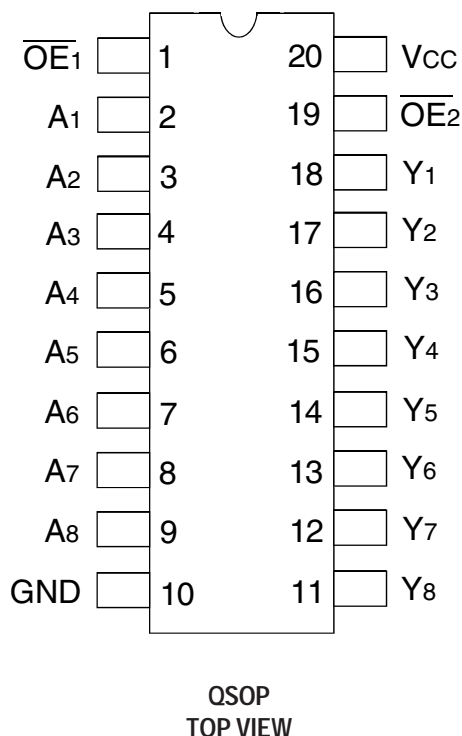 O̅E̅1 1 20 VCC
A1 2 19 O̅E̅2
A2 3 18 Y1
A3 4 17 Y2
A4 5 16 Y3
A5 6 15 Y4
A6 7 14 Y5
A7 8 13 Y6
A8 9 12 Y7
GND 10 11 Y8
QSOP
TOP VIEW